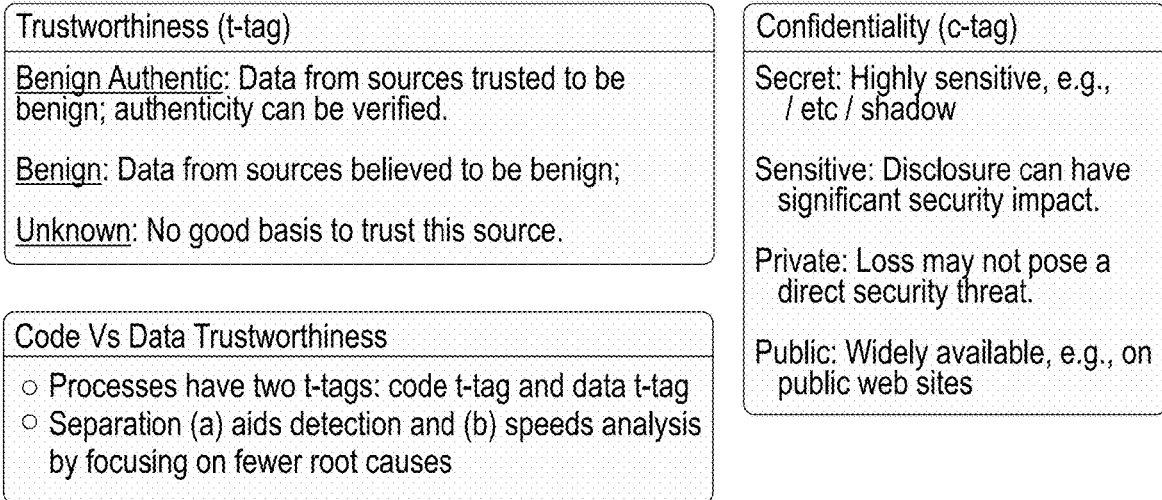 Trustworthiness (t-tag)
Benign Authentic: Data from sources trusted to be
benign; authenticity can be verified.
Benign: Data from sources believed to be benign;
Unknown: No good basis to trust this source.
Code Vs Data Trustworthiness
○ Processes have two t-tags: code t-tag and data t-tag
○ Separation (a) aids detection and (b) speeds analysis
by focusing on fewer root causes
Confidentiality (c-tag)
Secret: Highly sensitive, e.g.,
/ etc / shadow
Sensitive: Disclosure can have
significant security impact.
Private: Loss may not pose a
direct security threat.
Public: Widely available, e.g., on
public web sites